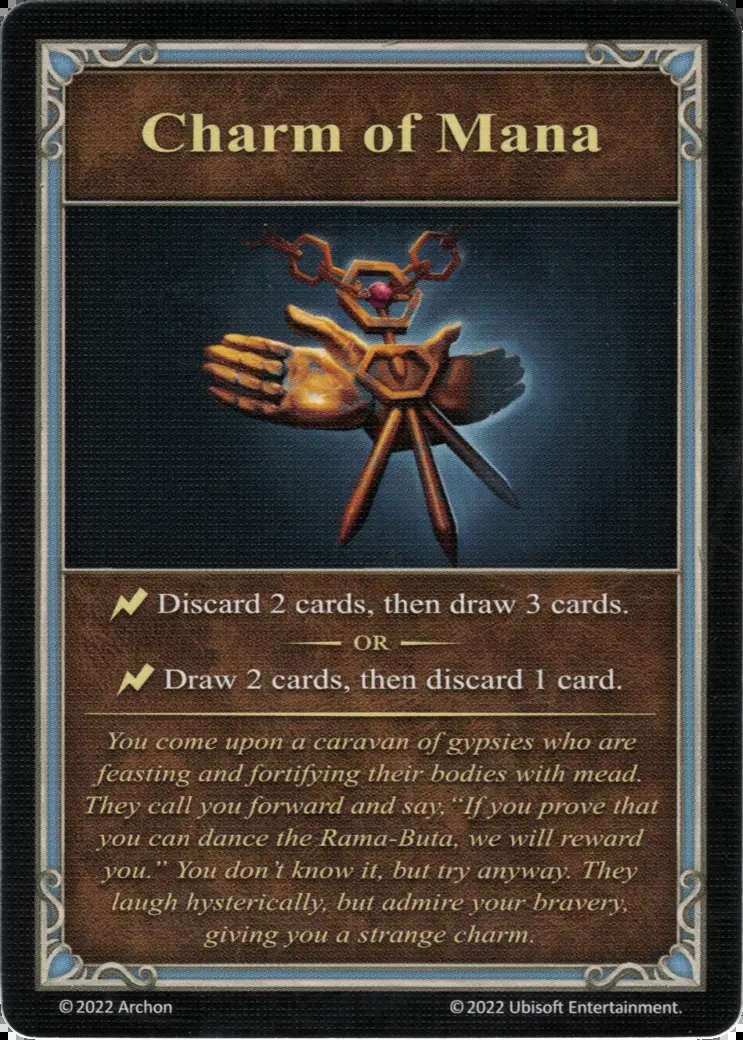 Charm of Mana
Discard 2 cards, then draw 3 cards.
OR
Draw 2 cards, then discard 1 card.
You come upon a caravan of gypsies who are
feasting and fortifying their bodies with mead.
They call you forward and say, “If you prove that
you can dance the Rama-Buta, we will reward
you.” You don't know it, but try anyway. They
laugh hysterically, but admire your bravery,
giving you a strange charm.
© 2022 Archon
© 2022 Ubisoft Entertainment.